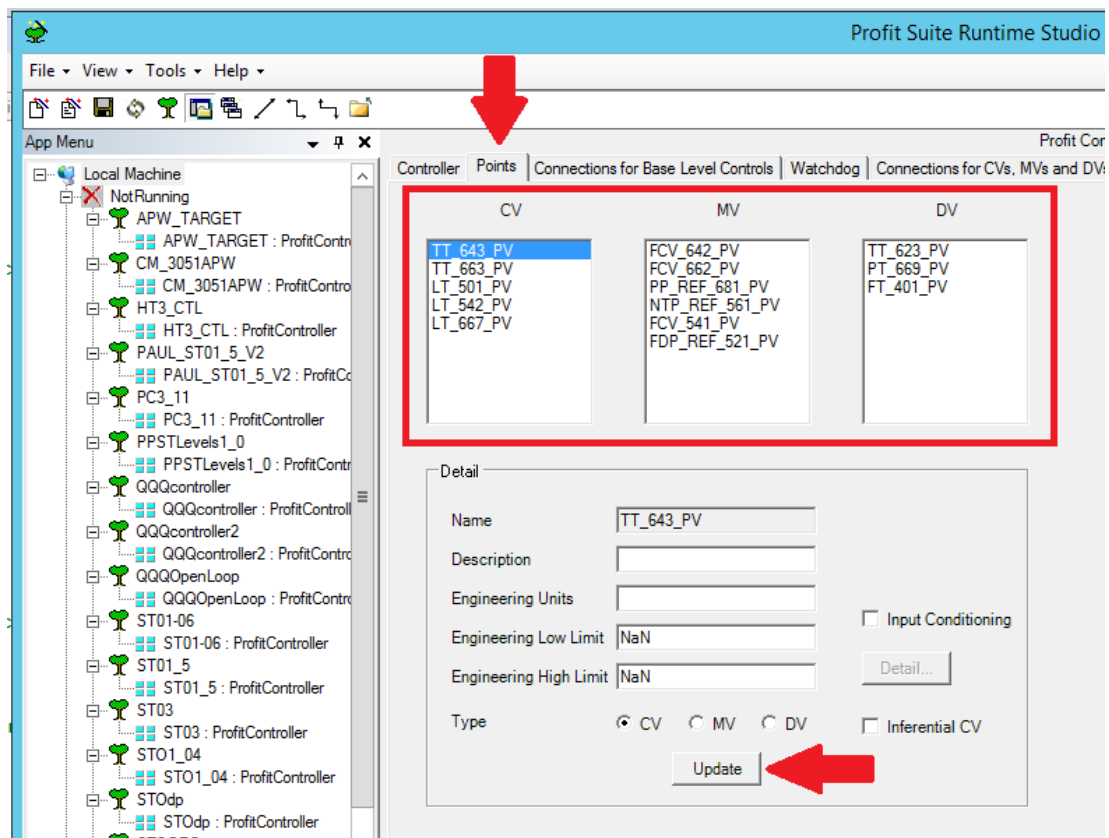 Profit Suite Runtime Studio
File View Tools Help
App Menu
Profit Cor
Controller Points Connections for Base Level Controls Watchdog Connections for CVs, MVs and DVs
Local Machine
NotRunning
APW_TARGET
APW_TARGET : ProfitContro
CM_3051APW
CM_3051APW : ProfitContro
HT3_CTL
HT3_CTL : ProfitController
PAUL_ST01_5_V2
PAUL_ST01_5_V2 : ProfitCo
PC3_11
PC3_11 : ProfitController
PPSTLevels1_0
PPSTLevels1_0 : ProfitContr
QQQcontroller
QQQcontroller : ProfitControll
QQQcontroller2
QQQcontroller2 : ProfitContro
QQQOpenLoop
QQQOpenLoop : ProfitContro
ST01-06
ST01-06 : ProfitController
ST01_5
ST01_5 : ProfitController
ST03
ST03 : ProfitController
STO1_04
STO1_04 : ProfitController
STOdp
STOdp : ProfitController
CV MV DV
TT_643_PV
TT_663_PV
LT_501_PV
LT_542_PV
LT_667_PV
FCV_642_PV
FCV_662_PV
PP_REF_681_PV
NTP_REF_561_PV
FCV_541_PV
FDP_REF_521_PV
TT_623_PV
PT_669_PV
FT_401_PV
Detail
Name TT_643_PV
Description
Engineering Units
Engineering Low Limit NaN
Engineering High Limit NaN
Type CV MV DV
Input Conditioning
Detail...
Inferential CV
Update